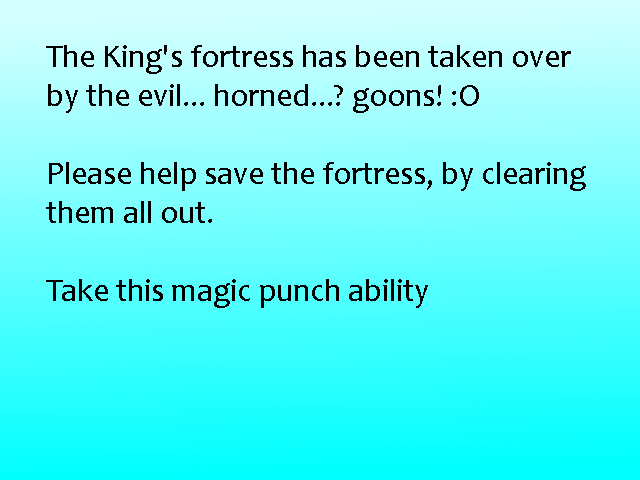 The King's fortress has been taken over
by the evil... horned...? goons! :O
Please help save the fortress, by clearing
them all out.
Take this magic punch ability